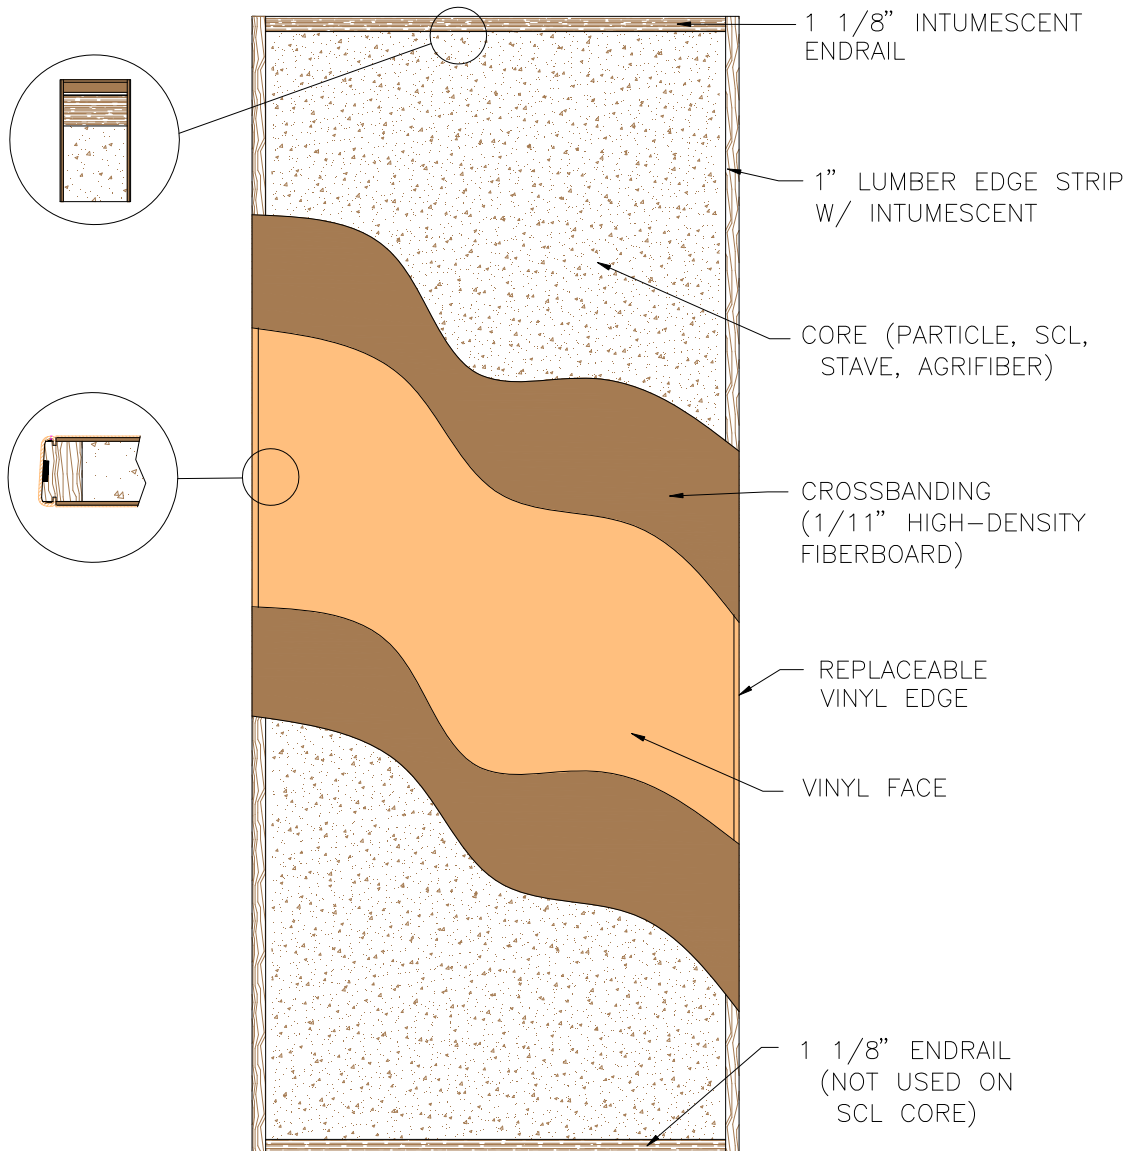 1 1/8” INTUMESCENT
ENDRAIL
1” LUMBER EDGE STRIP
W/ INTUMESCENT
CORE (PARTICLE, SCL,
STAVE, AGRIFIBER)
CROSSBANDING
(1/11” HIGH-DENSITY
FIBERBOARD)
REPLACEABLE
VINYL EDGE
VINYL FACE
1 1/8” ENDRAIL
(NOT USED ON
SCL CORE)